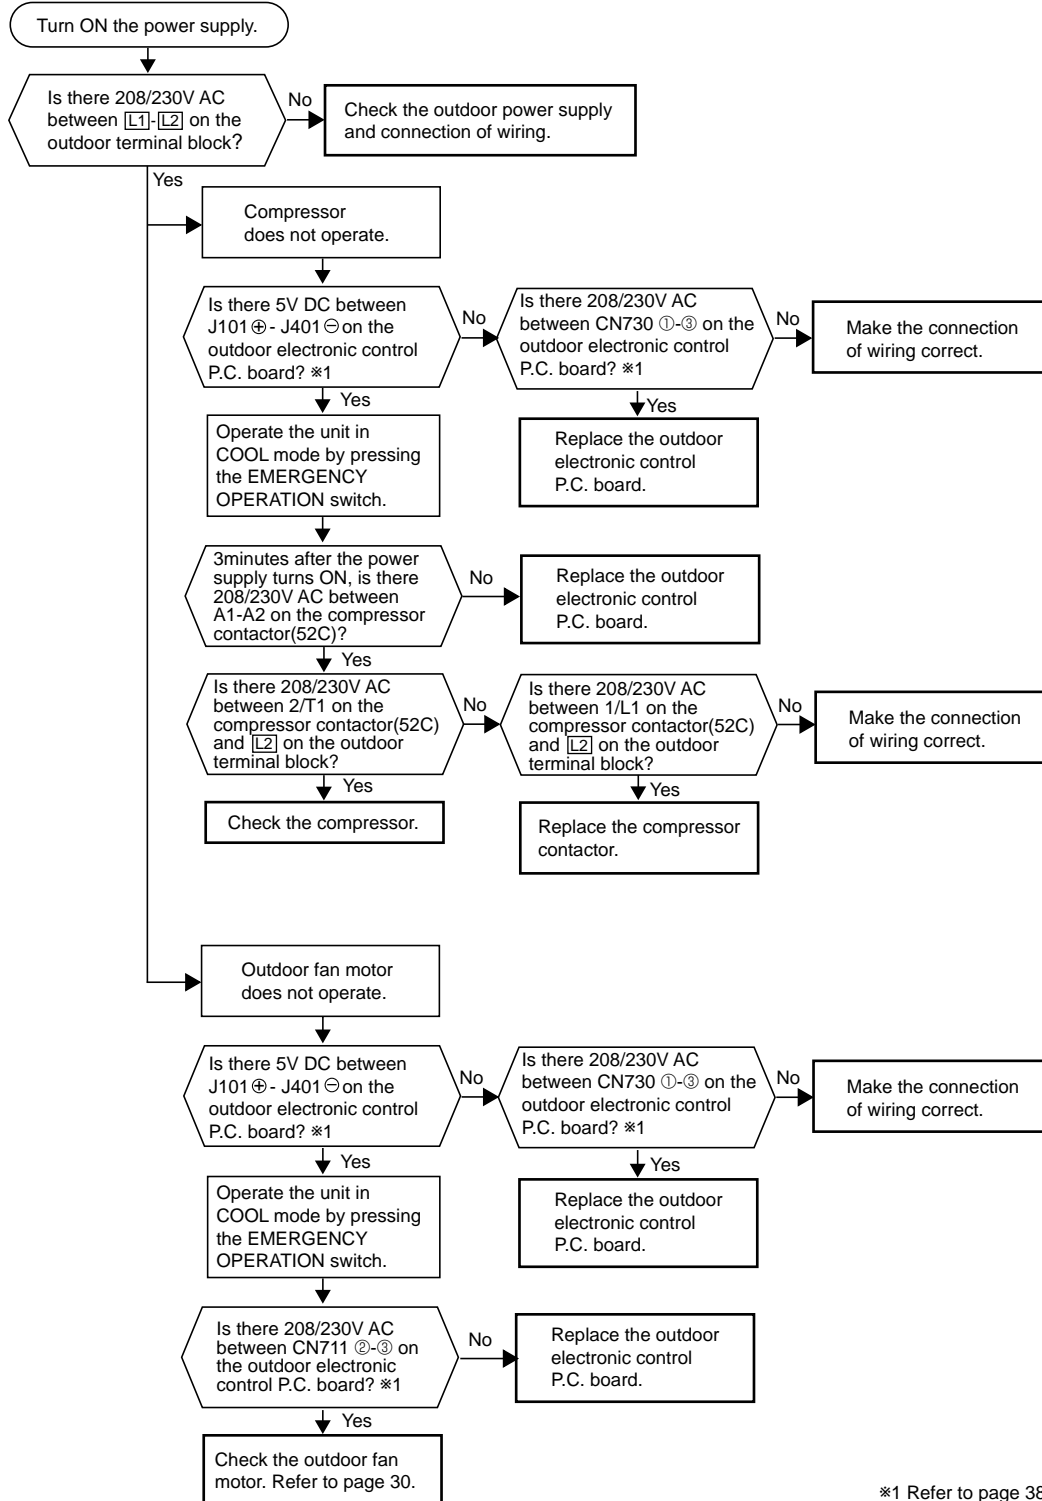 Turn ON the power supply.
Is there 208/230V AC
between L1-L2 on the
outdoor terminal block?
No
Check the outdoor power supply
and connection of wiring.
Yes
Compressor
does not operate.
Is there 5V DC between
J101⊕- J401⊖on the
outdoor electronic control
P.C. board? ※1
No
Is there 208/230V AC
between CN730 ①-③ on the
outdoor electronic control
P.C. board? ※1
No
Make the connection
of wiring correct.
Yes
Yes
Operate the unit in
COOL mode by pressing
the EMERGENCY
OPERATION switch.
Replace the outdoor
electronic control
P.C. board.
3minutes after the power
supply turns ON, is there
208/230V AC between
A1-A2 on the compressor
contactor(52C)?
No
Replace the outdoor
electronic control
P.C. board.
Yes
Is there 208/230V AC
between 2/T1 on the
compressor contactor(52C)
and L2 on the outdoor
terminal block?
No
Is there 208/230V AC
between 1/L1 on the
compressor contactor(52C)
and L2 on the outdoor
terminal block?
No
Make the connection
of wiring correct.
Yes
Yes
Check the compressor.
Replace the compressor
contactor.
Outdoor fan motor
does not operate.
Is there 5V DC between
J101⊕- J401⊖on the
outdoor electronic control
P.C. board? ※1
No
Is there 208/230V AC
between CN730 ①-③ on the
outdoor electronic control
P.C. board? ※1
No
Make the connection
of wiring correct.
Yes
Yes
Operate the unit in
COOL mode by pressing
the EMERGENCY
OPERATION switch.
Replace the outdoor
electronic control
P.C. board.
Is there 208/230V AC
between CN711 ②-③ on
the outdoor electronic
control P.C. board? ※1
No
Replace the outdoor
electronic control
P.C. board.
Yes
Check the outdoor fan
motor. Refer to page 30.
※1 Refer to page 38